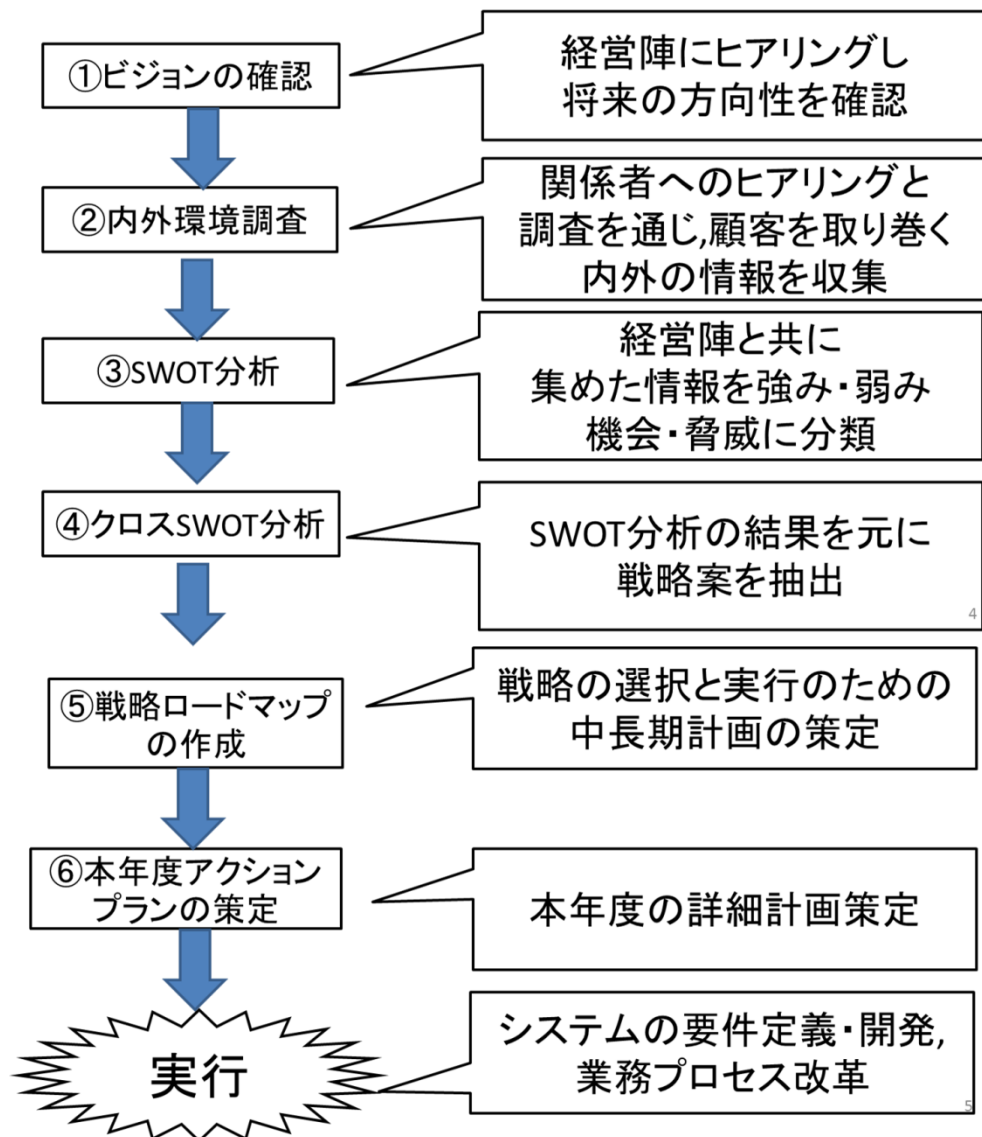 ①ビジョンの確認
経営陣にヒアリングし
将来の方向性を確認
②内外環境調査
関係者へのヒアリングと
調査を通じ,顧客を取り巻く
内外の情報を収集
③SWOT分析
経営陣と共に
集めた情報を強み・弱み
機会・脅威に分類
④クロスSWOT分析
SWOT分析の結果を元に
戦略案を抽出
4
⑤戦略ロードマップ
の作成
戦略の選択と実行のための
中長期計画の策定
⑥本年度アクション
プランの策定
本年度の詳細計画策定
実行
システムの要件定義・開発,
業務プロセス改革
5